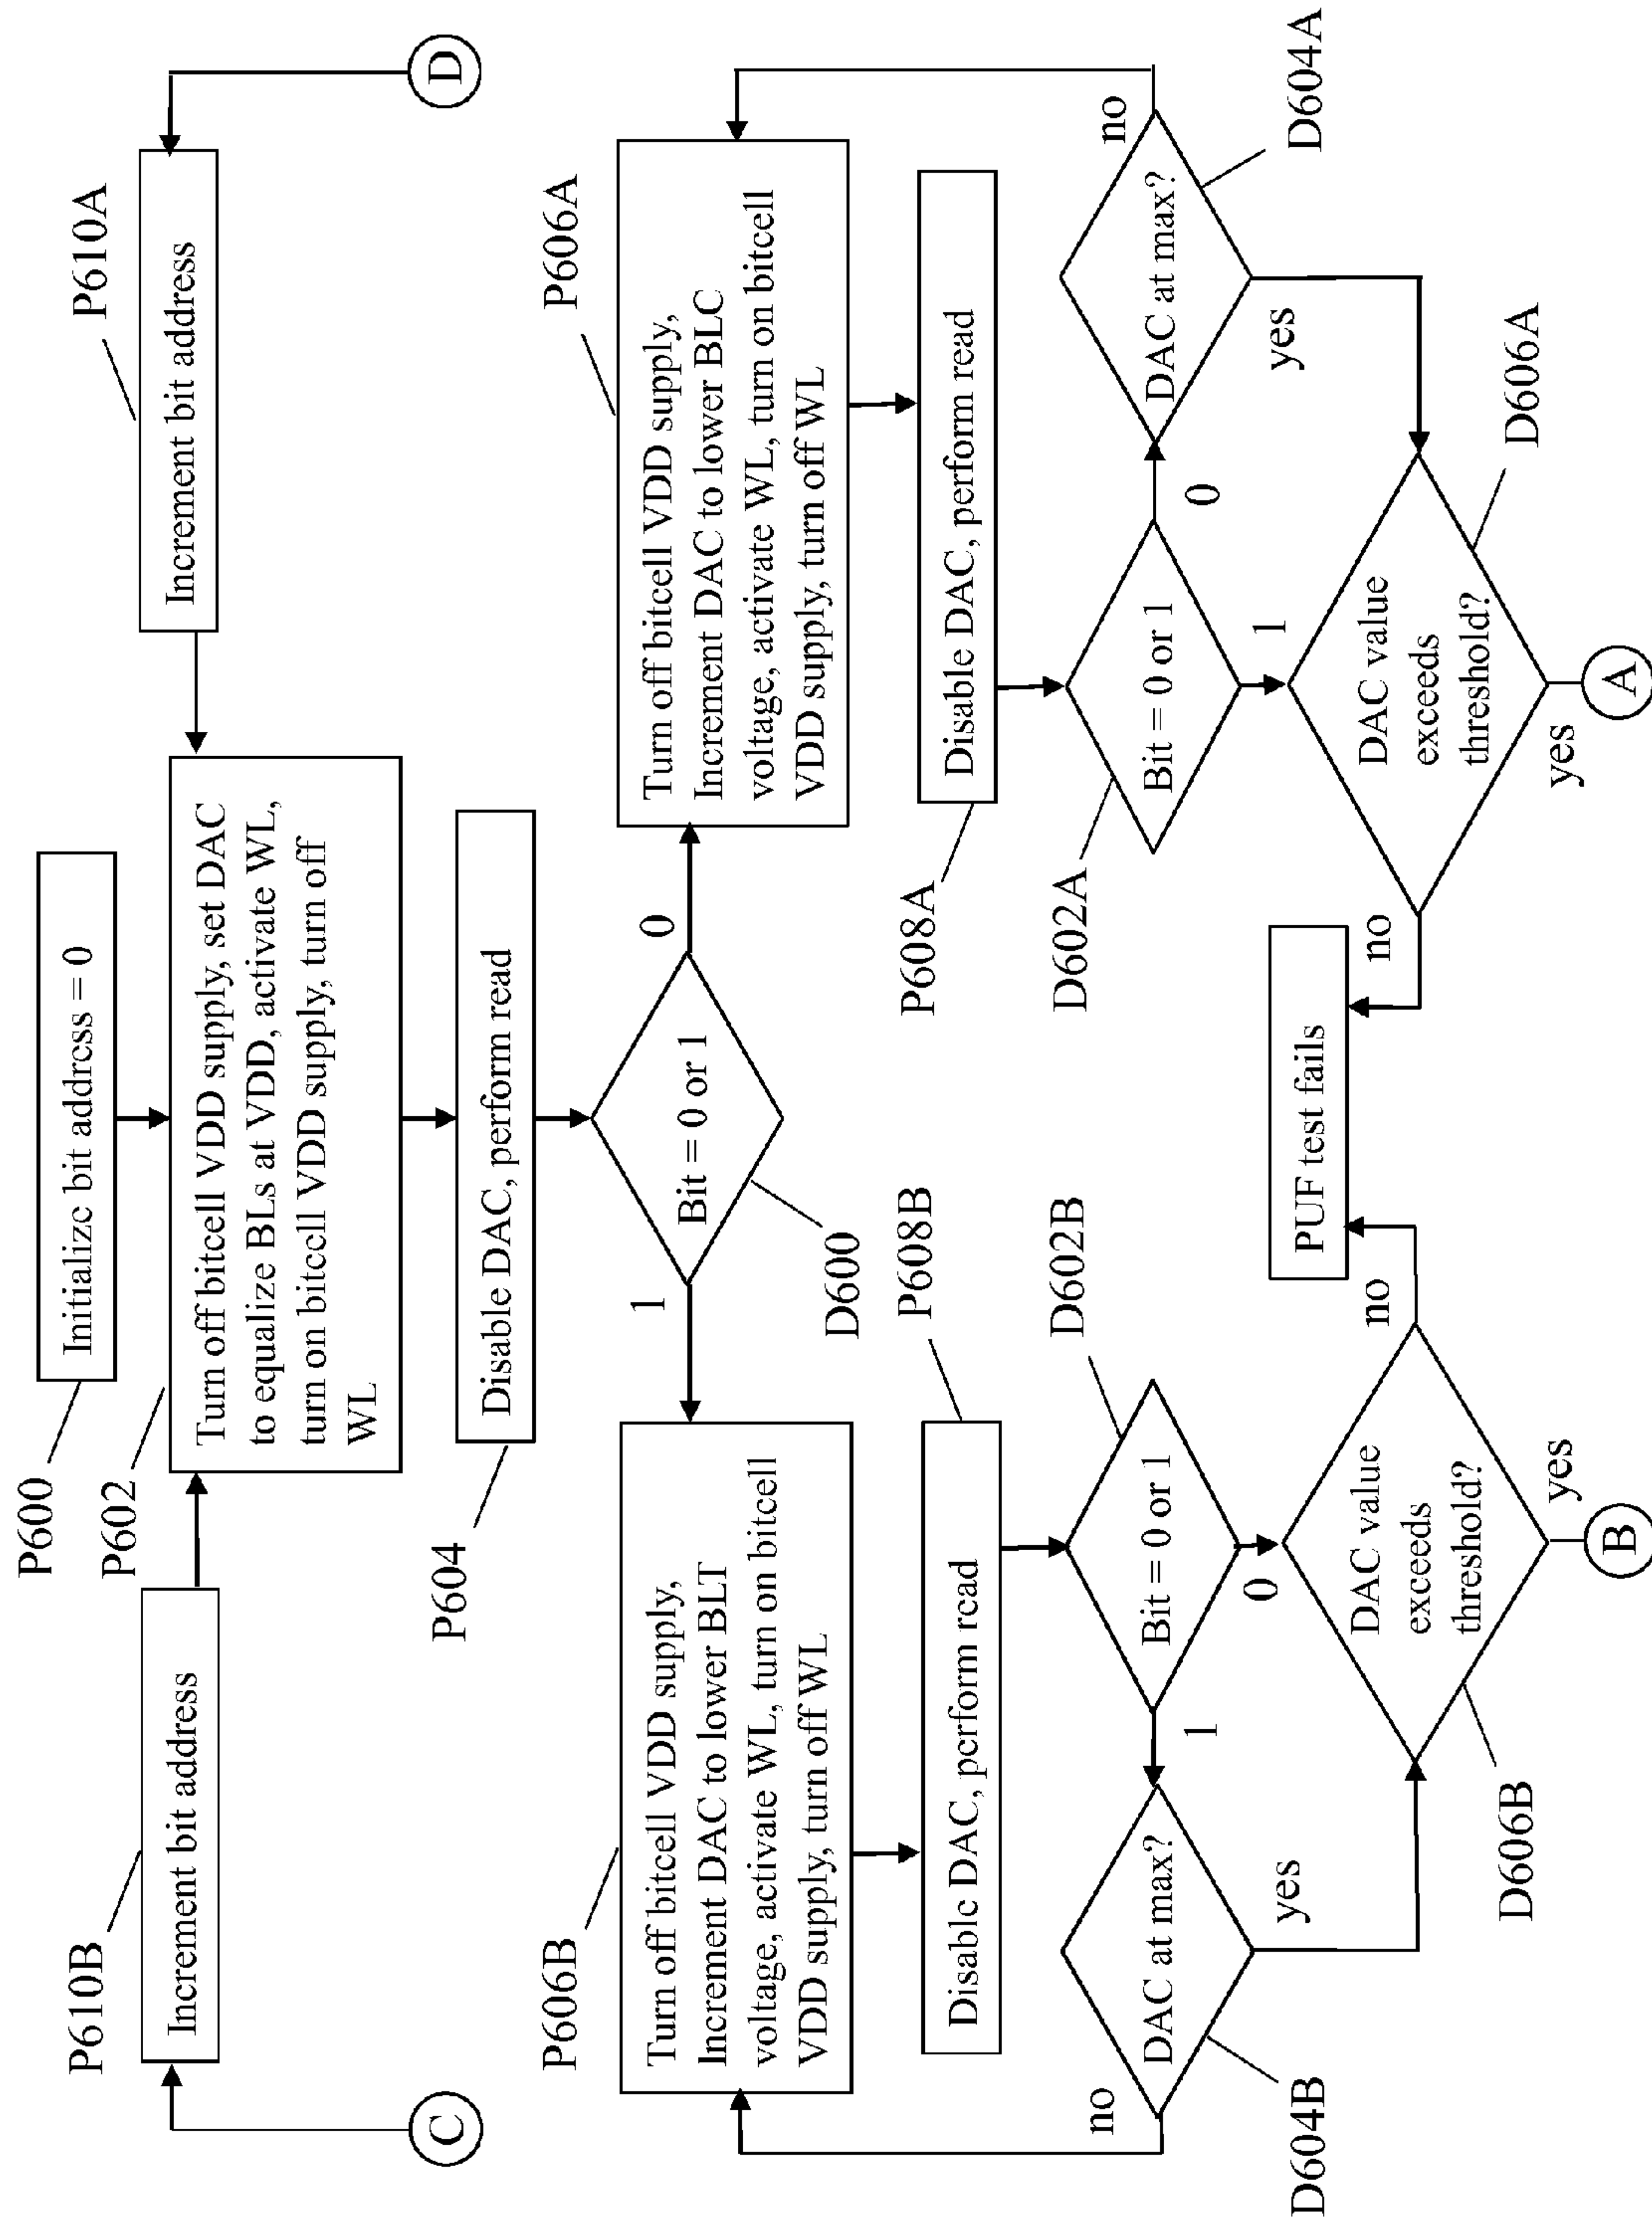 P600
Initialize bit address = 0
P610B
Increment bit address
P602
Turn off bitcell VDD supply, set DAC
to equalize BLs at VDD, activate WL,
turn on bitcell VDD supply, turn off
WL
P610A
Increment bit address
C
D
P604
Disable DAC, perform read
Bit = 0 or 1
D600
1
0
P606B
Turn off bitcell VDD supply,
Increment DAC to lower BLT
voltage, activate WL, turn on bitcell
VDD supply, turn off WL
P606A
Turn off bitcell VDD supply,
Increment DAC to lower BLC
voltage, activate WL, turn on bitcell
VDD supply, turn off WL
P608B
Disable DAC, perform read
P608A
Disable DAC, perform read
no
DAC at max?
D604B
yes
1
Bit = 0 or 1
D602B
0
D602A
Bit = 0 or 1
0
1
DAC at max?
no
D604A
yes
DAC value
exceeds
threshold?
D606B
no
yes
B
PUF test fails
no
DAC value
exceeds
threshold?
D606A
yes
A